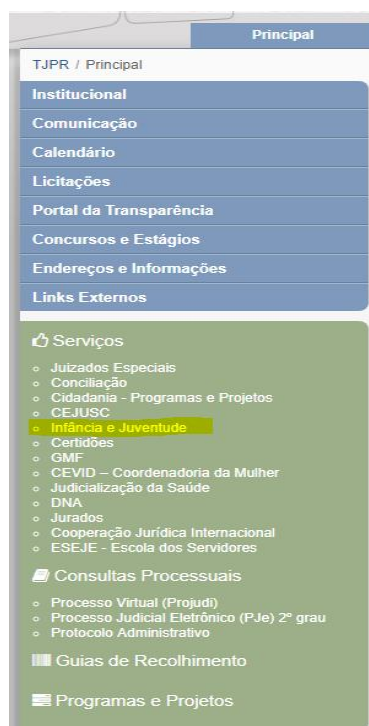 Principal
TJPR / Principal
Institucional
Comunicação
Calendário
Licitações
Portal da Transparência
Concursos e Estágios
Endereços e Informações
Links Externos
Serviços
Juizados Especiais
Conciliação
Cidadania - Programas e Projetos
CEJUSC
Infância e Juventude
Certidões
GMF
CEVID – Coordenadoria da Mulher
Judicialização da Saúde
DNA
Jurados
Cooperação Jurídica Internacional
ESEJE - Escola dos Servidores
Consultas Processuais
Processo Virtual (Projudi)
Processo Judicial Eletrônico (PJe) 2º grau
Protocolo Administrativo
Guias de Recolhimento
Programas e Projetos